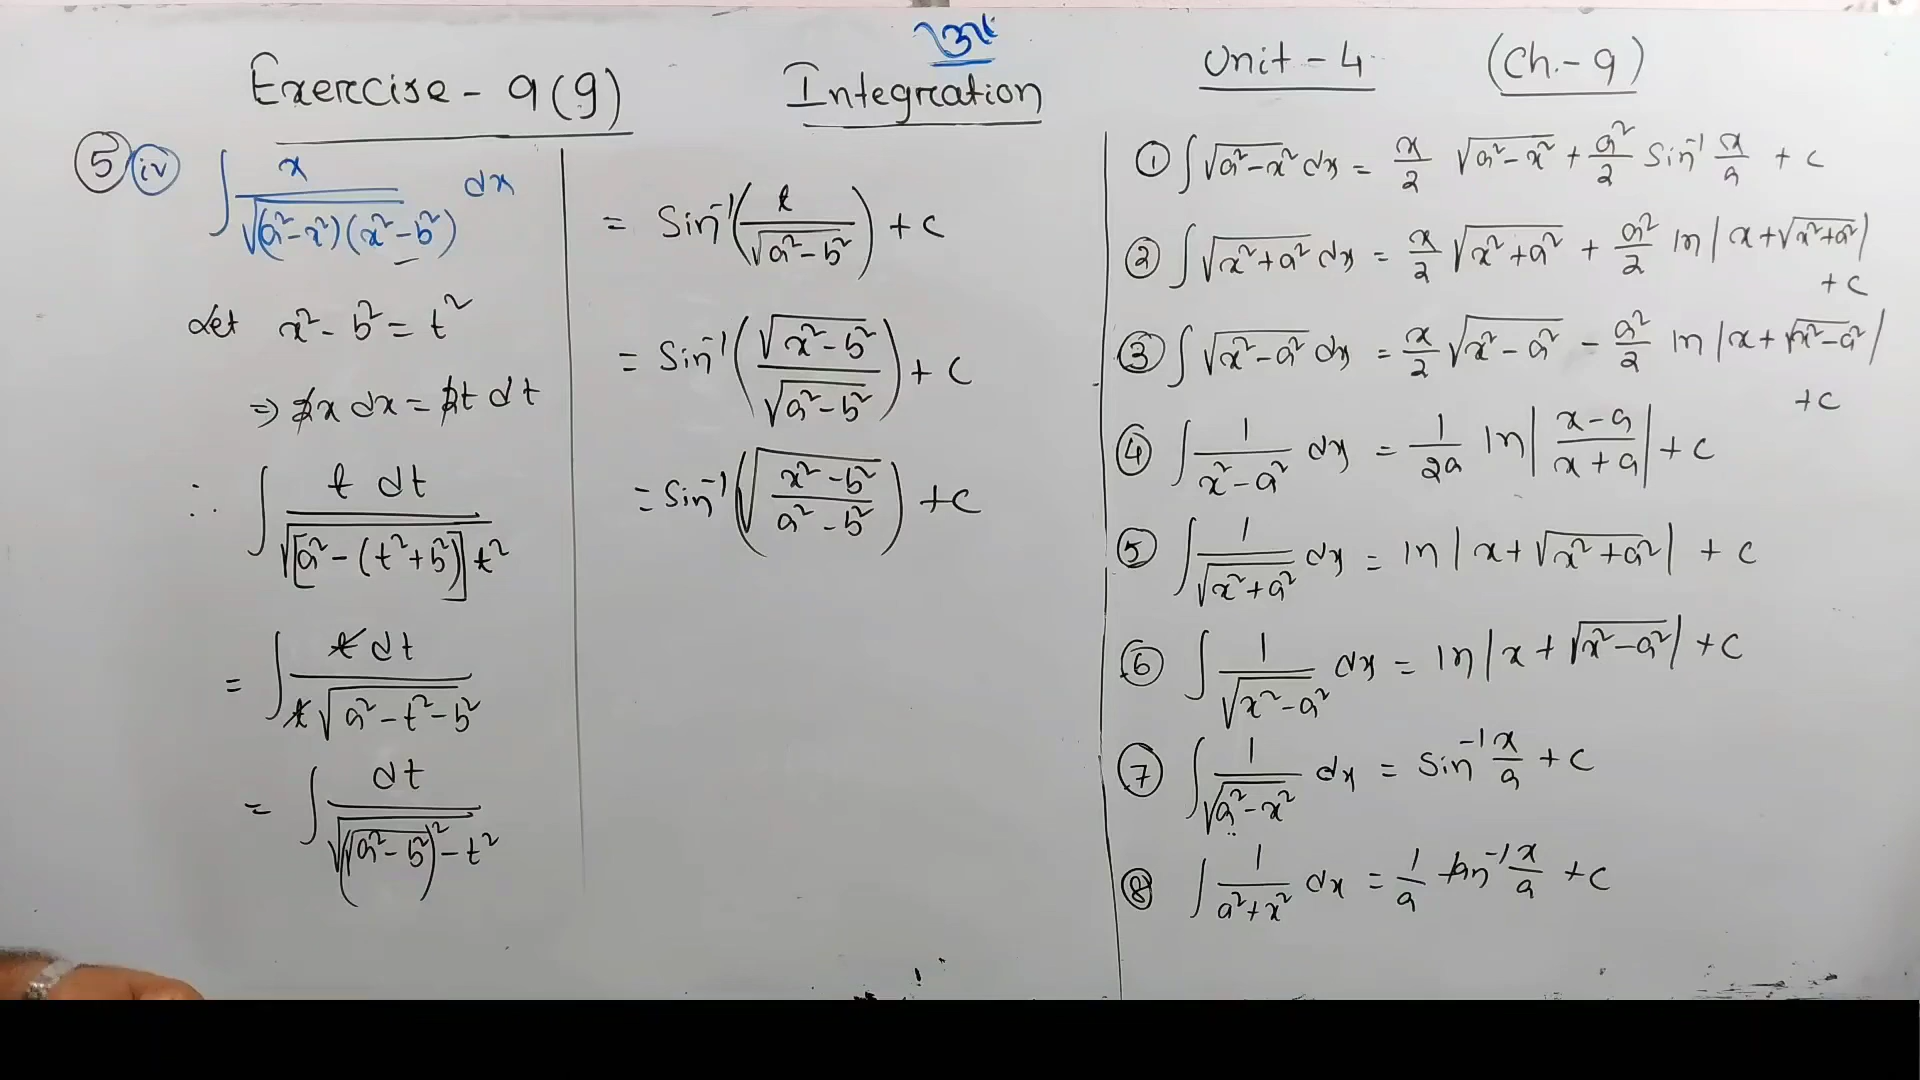 Exercise - 9(g)
Integration
Unit - 4
(Ch.- 9)
5 iv ∫ x / √(a²-x²)(x²-b²) dx
Let x² - b² = t²
⇒ 2x dx = 2t dt
∴ ∫ t dt / √[a² - (t²+b²)] t²
= ∫ t dt / t√a² - t² - b²
= ∫ dt / √(√a² - b²)² - t²
= Sin⁻¹(t / √a² - b²) + c
= Sin⁻¹(√x² - b² / √a² - b²) + c
= Sin⁻¹(√(x² - b² / a² - b²)) + c
① ∫ √a²-x² dx = x/2 √a²-x² + a²/2 Sin⁻¹ x/a + c
② ∫ √x²+a² dx = x/2 √x²+a² + a²/2 ln|x+√x²+a²| + c
③ ∫ √x²-a² dx = x/2 √x²-a² - a²/2 ln|x+√x²-a²| + c
④ ∫ 1/x²-a² dx = 1/2a ln|x-a/x+a| + c
⑤ ∫ 1/√x²+a² dx = ln|x+√x²+a²| + c
⑥ ∫ 1/√x²-a² dx = ln|x+√x²-a²| + c
⑦ ∫ 1/√a²-x² dx = Sin⁻¹ x/a + c
⑧ ∫ 1/a²+x² dx = 1/a tan⁻¹ x/a + c